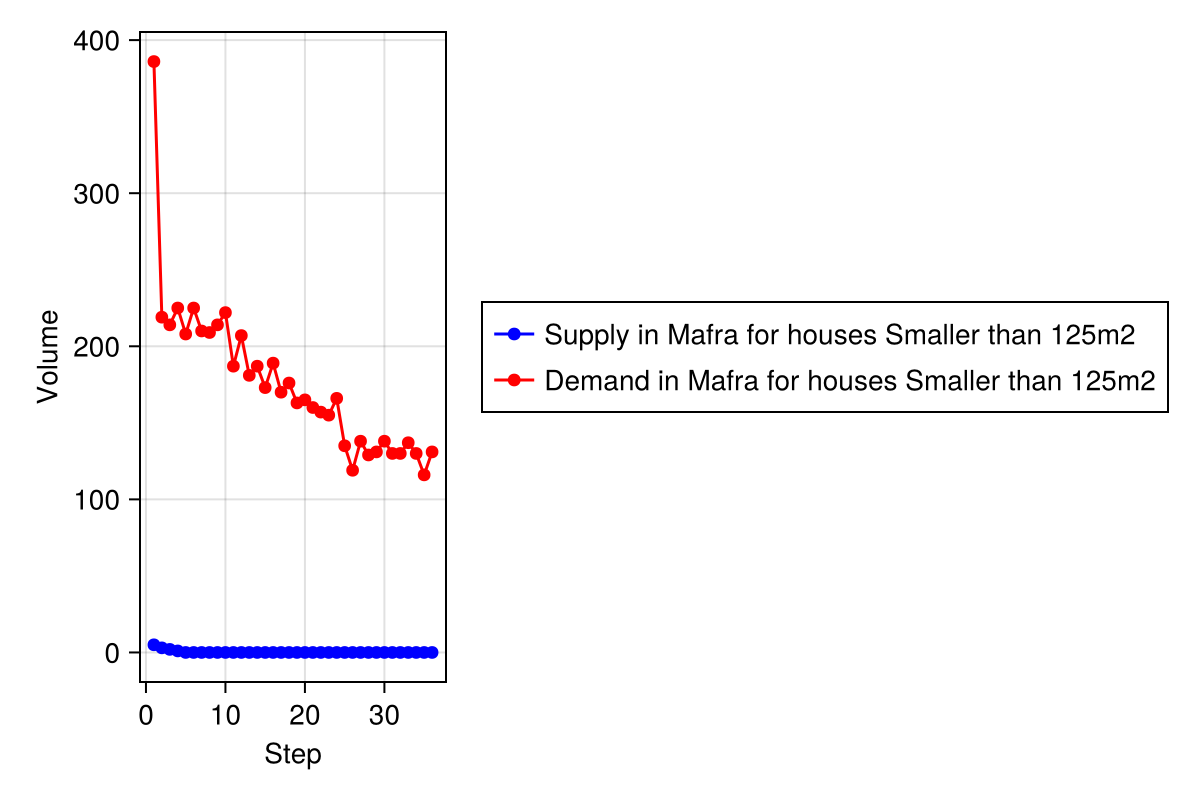 400
300
200
100
0
Volume
0 10 20 30
Step
Supply in Mafra for houses Smaller than 125m2
Demand in Mafra for houses Smaller than 125m2